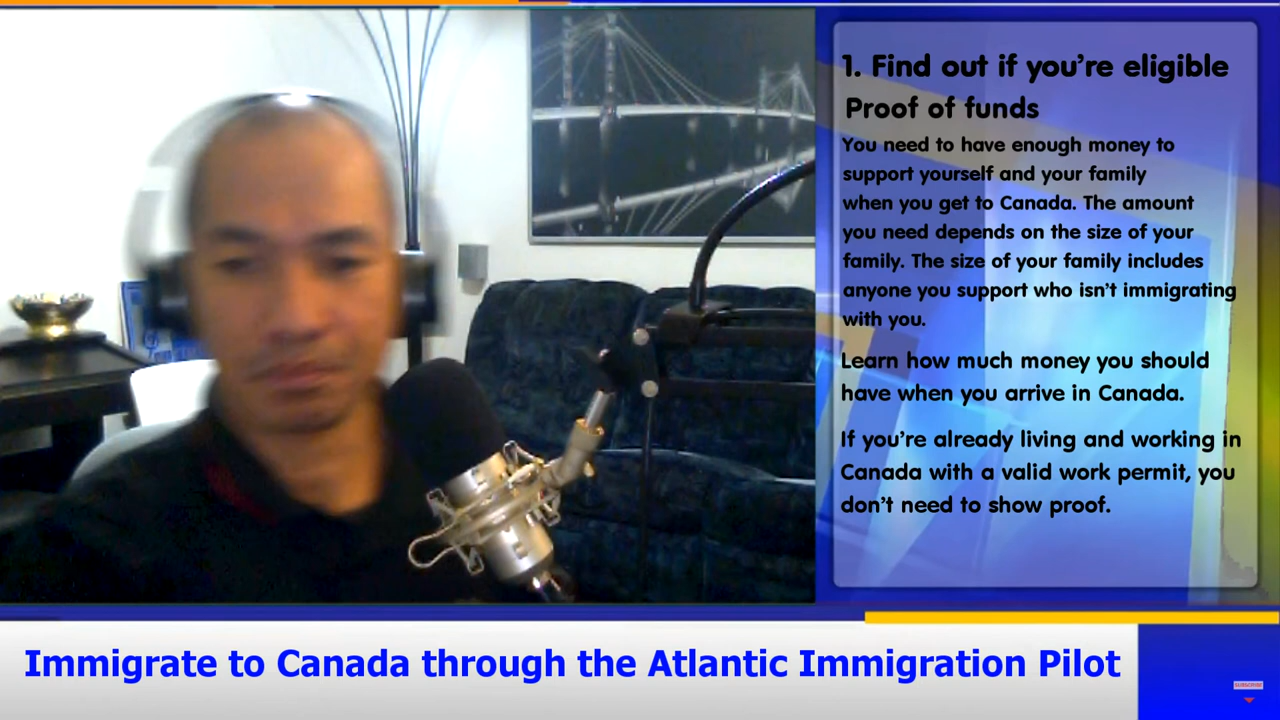 1. Find out if you're eligible
Proof of funds
You need to have enough money to
support yourself and your family
when you get to Canada. The amount
you need depends on the size of your
family. The size of your family includes
anyone you support who isn't immigrating
with you.
Learn how much money you should
have when you arrive in Canada.
If you're already living and working in
Canada with a valid work permit, you
don't need to show proof.
Immigrate to Canada through the Atlantic Immigration Pilot
SUBSCRIBE